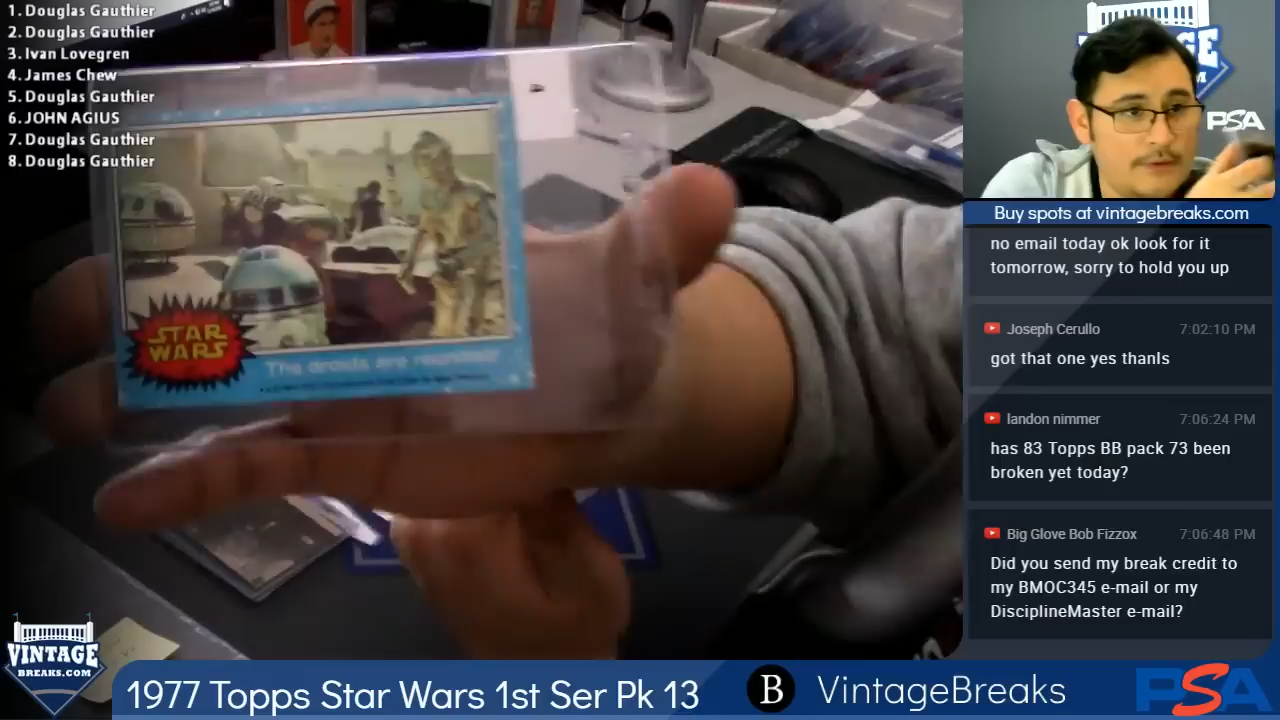 1. Douglas Gauthier
2. Douglas Gauthier
3. Ivan Lovegren
4. James Chew
5. Douglas Gauthier
6. JOHN AGIUS
7. Douglas Gauthier
8. Douglas Gauthier
STAR
WARS
The droids are reunited!
VINTAGE
PSA
Buy spots at vintagebreaks.com
no email today ok look for it
tomorrow, sorry to hold you up
Joseph Cerullo 7:02:10 PM
got that one yes thanls
landon nimmer 7:06:24 PM
has 83 Topps BB pack 73 been
broken yet today?
Big Glove Bob Fizzox 7:06:48 PM
Did you send my break credit to
my BMOC345 e-mail or my
DisciplineMaster e-mail?
VINTAGE
BREAKS.COM
1977 Topps Star Wars 1st Ser Pk 13
B VintageBreaks
PSA